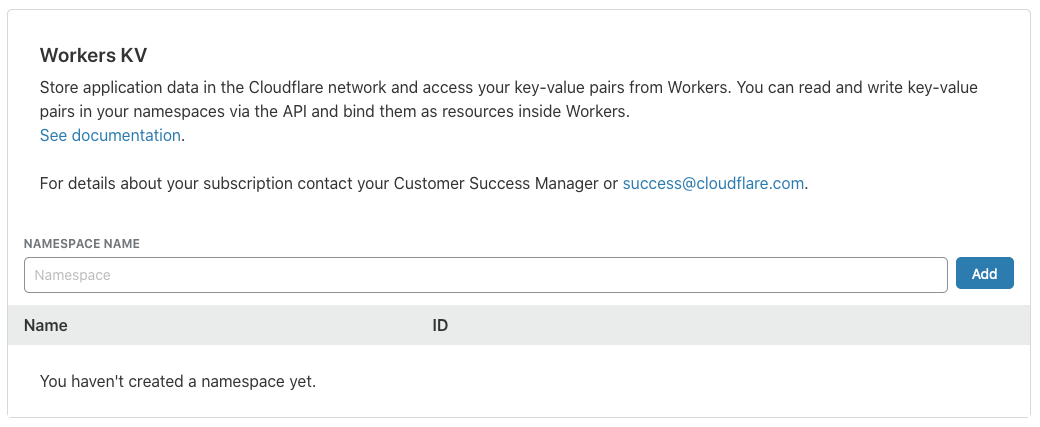 Workers KV
Store application data in the Cloudflare network and access your key-value pairs from Workers. You can read and write key-value
pairs in your namespaces via the API and bind them as resources inside Workers.
See documentation.
For details about your subscription contact your Customer Success Manager or success@cloudflare.com.
NAMESPACE NAME
Namespace
Add
Name ID
You haven't created a namespace yet.